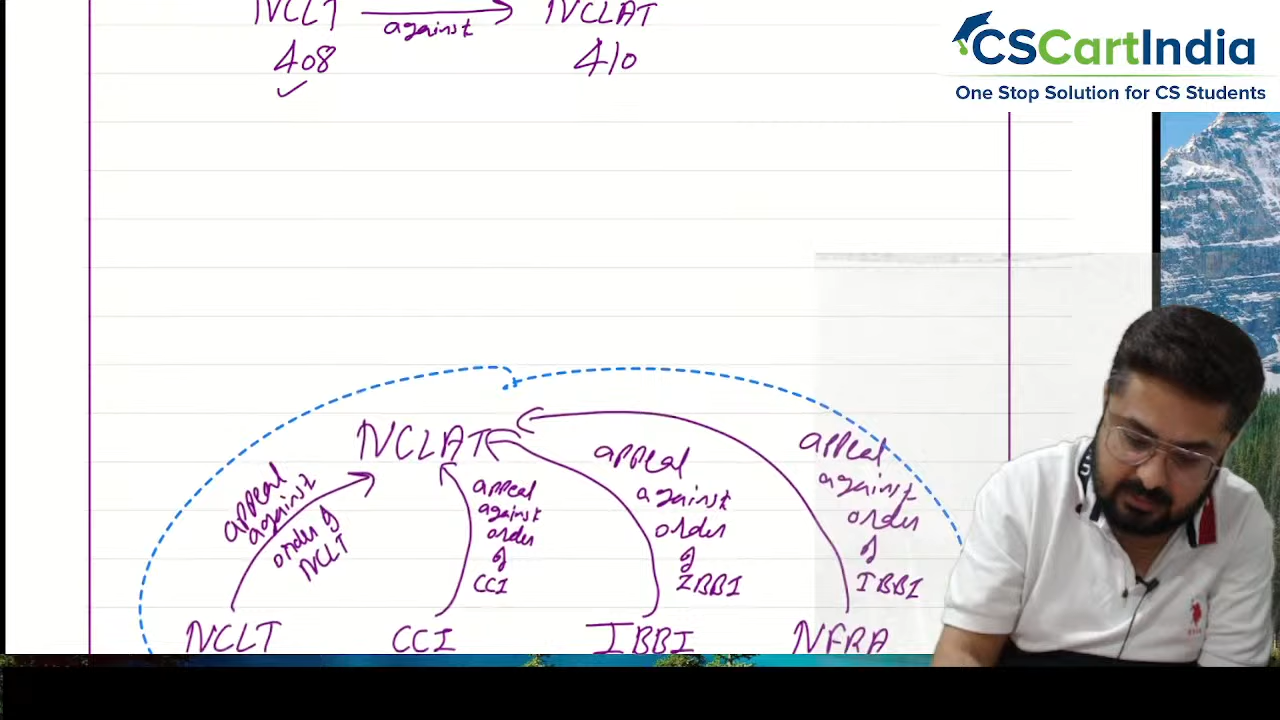 NCLT against NCLAT
408 410
CSCartIndia
One Stop Solution for CS Students
NCLAT
appeal
against
order of
NCLT
appeal
against
order
of
CCI
appeal
against
order
of
IBBI
appeal
against
order
of
IBBI
NCLT CCI IBBI NFRA